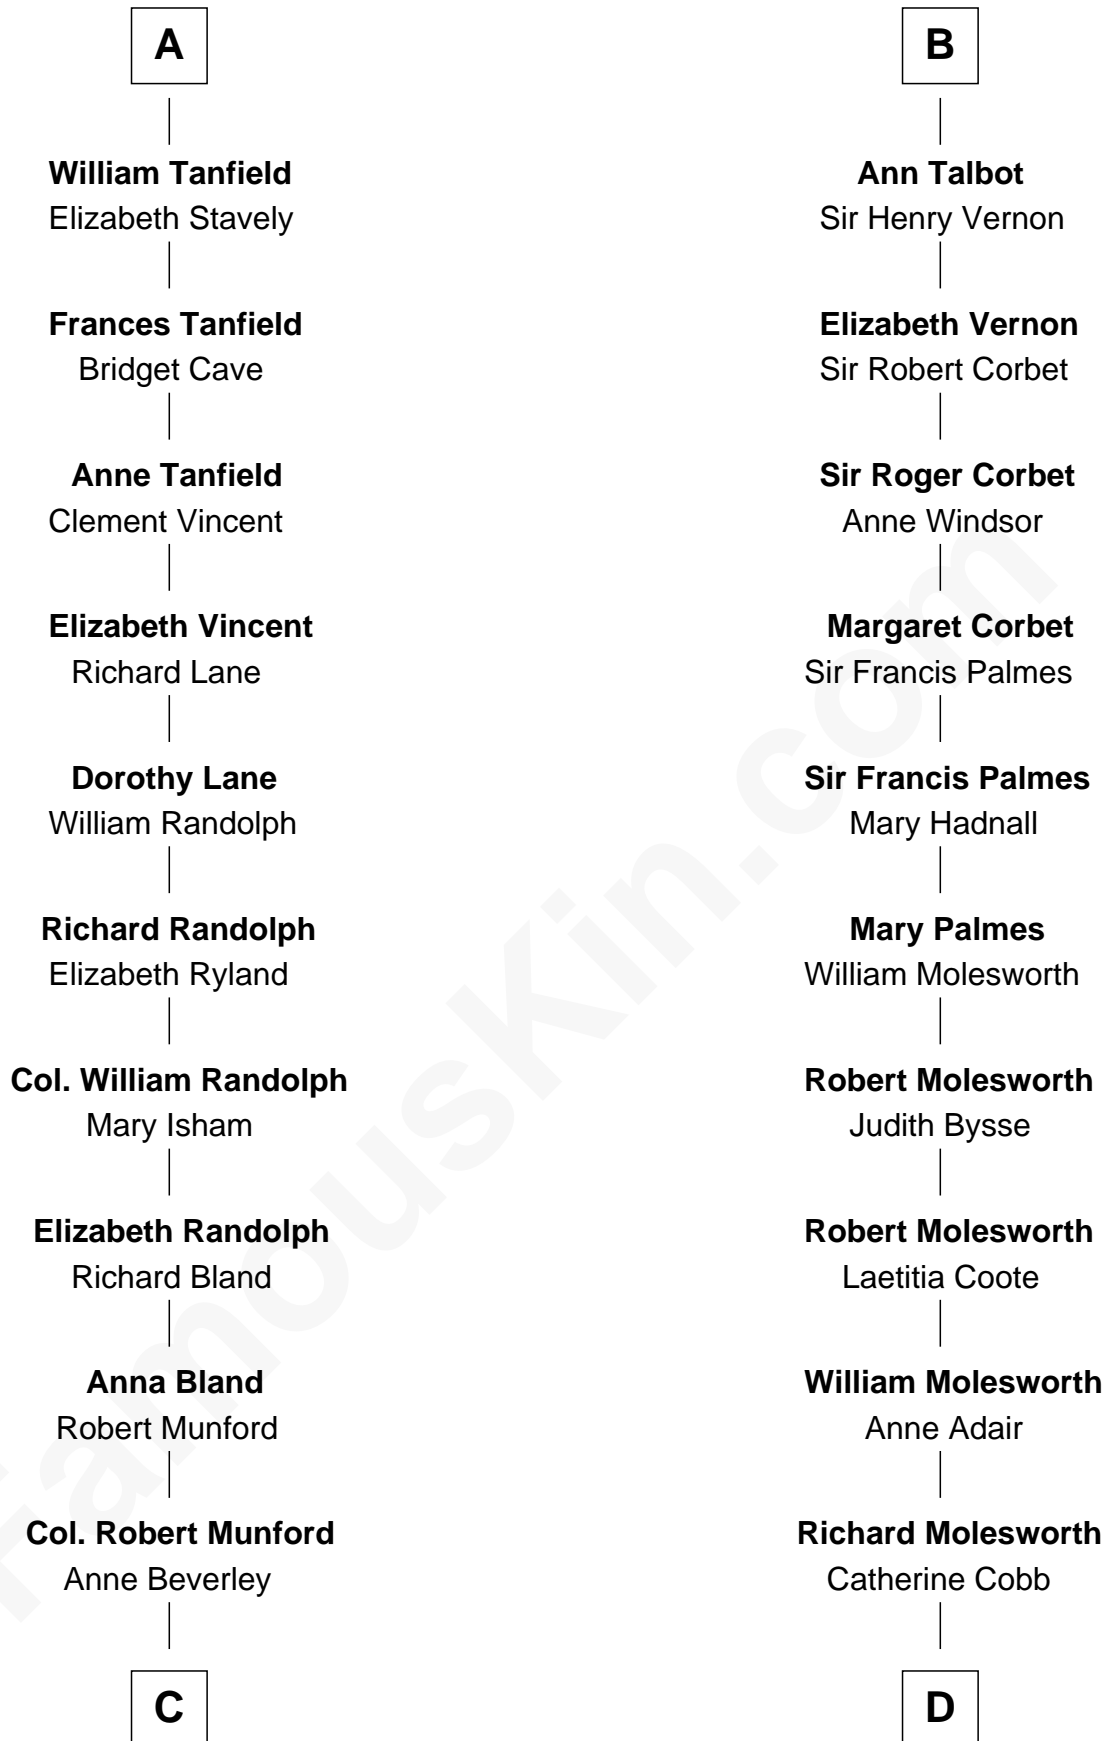 A
William Tanfield
Elizabeth Stavely
Frances Tanfield
Bridget Cave
Anne Tanfield
Clement Vincent
Elizabeth Vincent
Richard Lane
Dorothy Lane
William Randolph
Richard Randolph
Elizabeth Ryland
Col. William Randolph
Mary Isham
Elizabeth Randolph
Richard Bland
Anna Bland
Robert Munford
Col. Robert Munford
Anne Beverley
C
B
Ann Talbot
Sir Henry Vernon
Elizabeth Vernon
Sir Robert Corbet
Sir Roger Corbet
Anne Windsor
Margaret Corbet
Sir Francis Palmes
Sir Francis Palmes
Mary Hadnall
Mary Palmes
William Molesworth
Robert Molesworth
Judith Bysse
Robert Molesworth
Laetitia Coote
William Molesworth
Anne Adair
Richard Molesworth
Catherine Cobb
D
FamousKin.com